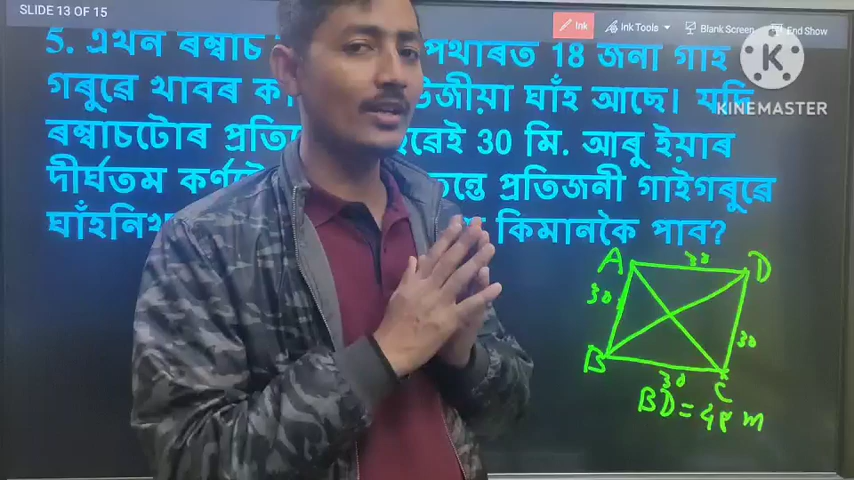 SLIDE 13 OF 15
Ink Ink Tools Blank Screen End Show
5. এখন ৰম্বাচ পথাৰত 18 জনী গাই
গৰুৱে খাবৰ কা উজীয়া ঘাঁহ আছে। যদি
ৰম্বাচটোৰ প্ৰতিটো বাহুৱেই 30 মি. আৰু ইয়াৰ
দীৰ্ঘতম কৰ্ণটো তেন্তে প্ৰতিজনী গাইগৰুৱে
ঘাঁহনিখ কিমানকৈ পাব?
KINEMASTER
A 30 D
30 30
B 30 C
BD = 48 m